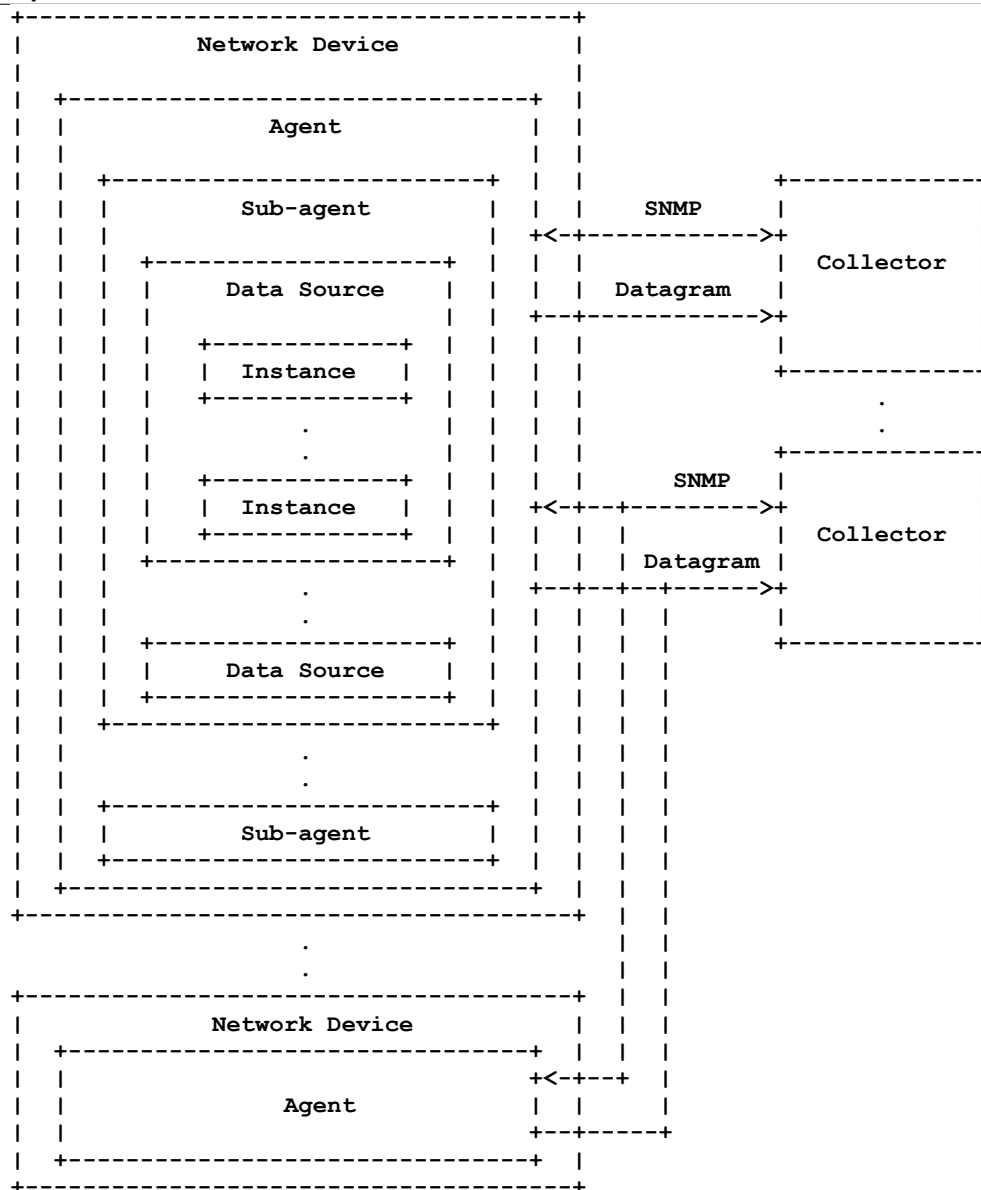 Network Device
Agent
Sub-agent
SNMP
Collector
Data Source
Datagram
Instance
Instance
SNMP
Collector
Datagram
Data Source
Sub-agent
Network Device
Agent